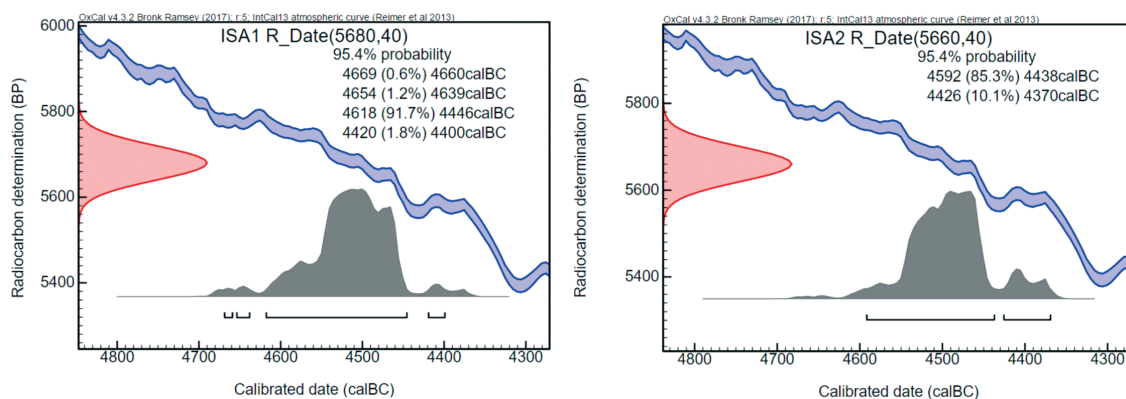 OxCal v4.3.2 Bronk Ramsey (2017); r:5; IntCal13 atmospheric curve (Reimer et al 2013)
ISA1 R_Date(5680,40)
95.4% probability
4669 (0.6%) 4660calBC
4654 (1.2%) 4639calBC
4618 (91.7%) 4446calBC
4420 (1.8%) 4400calBC
Radiocarbon determination (BP)
6000
5800
5600
5400
4800 4700 4600 4500 4400 4300
Calibrated date (calBC)
OxCal v4.3.2 Bronk Ramsey (2017); r:5 IntCal13 atmospheric curve (Reimer et al 2013)
ISA2 R_Date(5660,40)
95.4% probability
4592 (85.3%) 4438calBC
4426 (10.1%) 4370calBC
Radiocarbon determination (BP)
5800
5600
5400
4800 4700 4600 4500 4400 4300
Calibrated date (calBC)